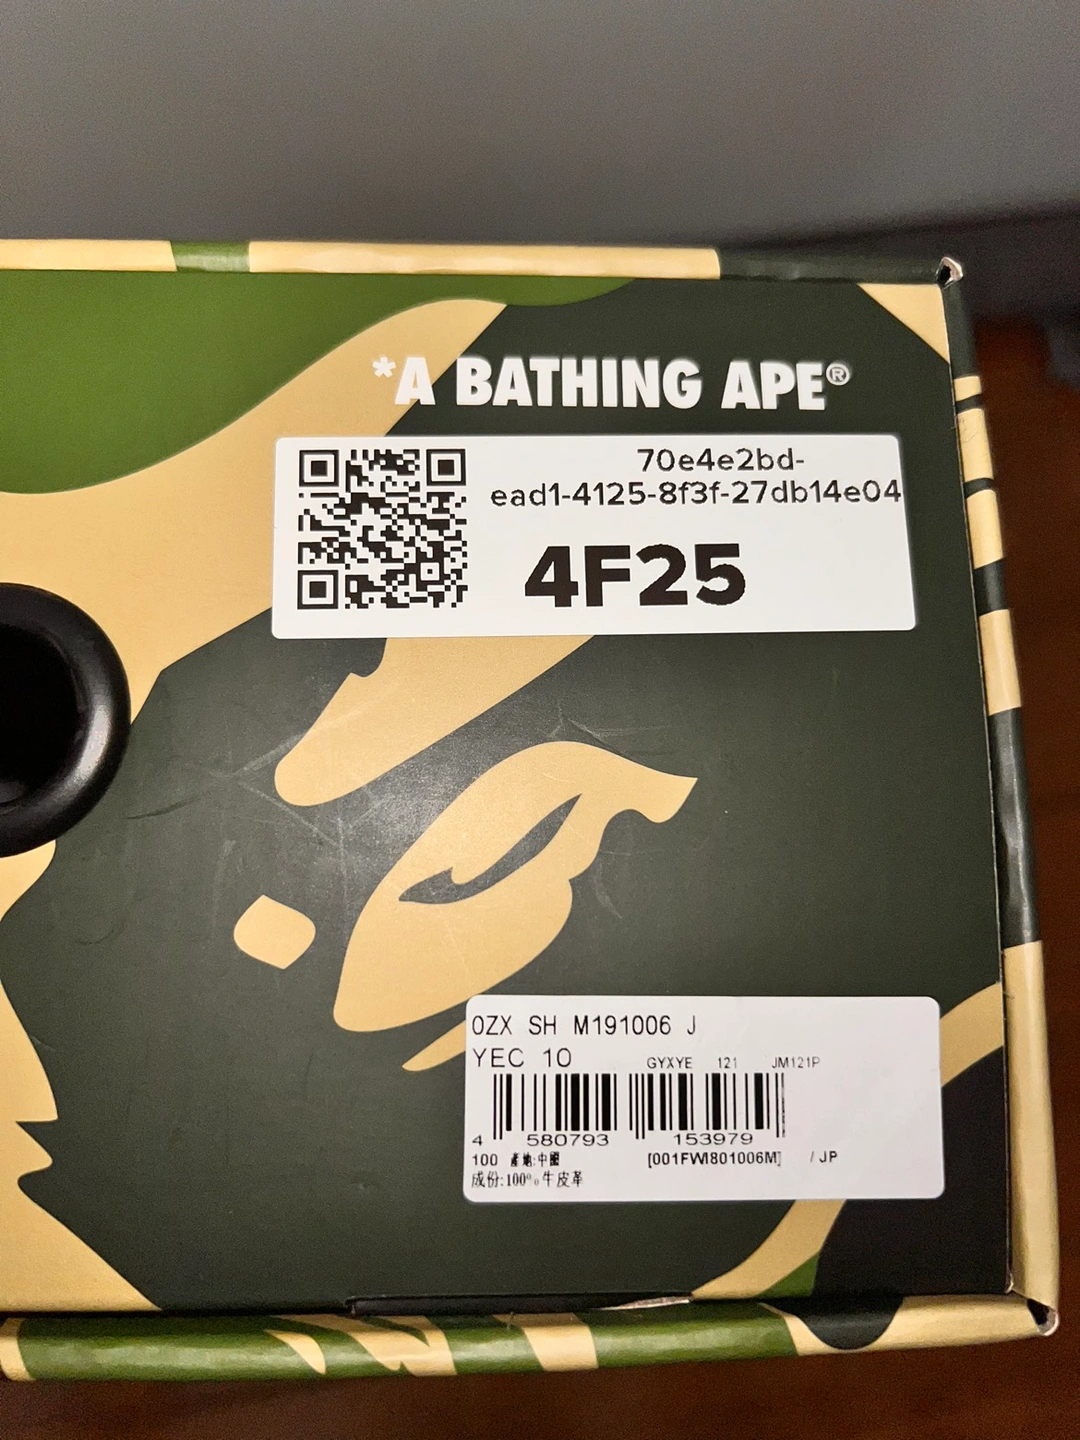 *A BATHING APE®
70e4e2bd-
ead1-4125-8f3f-27db14e04
4F25
0ZX SH M191006 J
YEC 10 GYXYE 121 JM121P
4 580793 153979
100 產地:中國 [001FWI801006M] / JP
成份:100%牛皮革